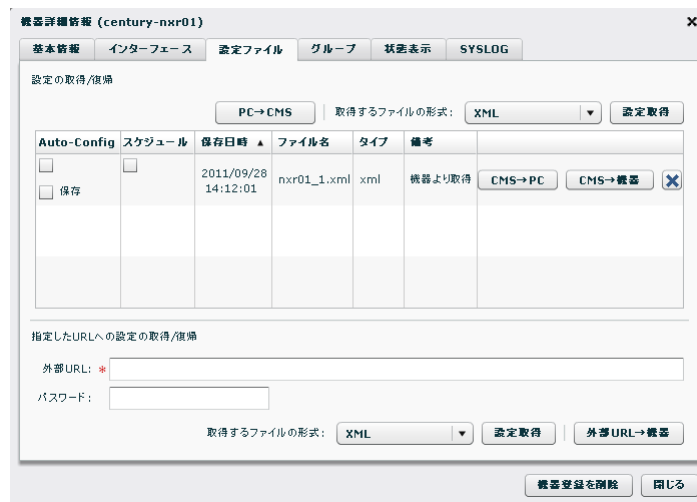 機器詳細情報 (century-nxr01)
基本情報 インターフェース 設定ファイル グループ 状態表示 SYSLOG
設定の取得/復帰
PC→CMS 取得するファイルの形式: XML 設定取得
Auto-Config スケジュール 保存日時 ▲ ファイル名 タイプ 備考
2011/09/28
保存 14:12:01 nxr01_1.xml xml 機器より取得 CMS→PC CMS→機器
指定したURLへの設定の取得/復帰
外部URL: *
パスワード:
取得するファイルの形式: XML 設定取得 外部URL→機器
機器登録を削除 閉じる